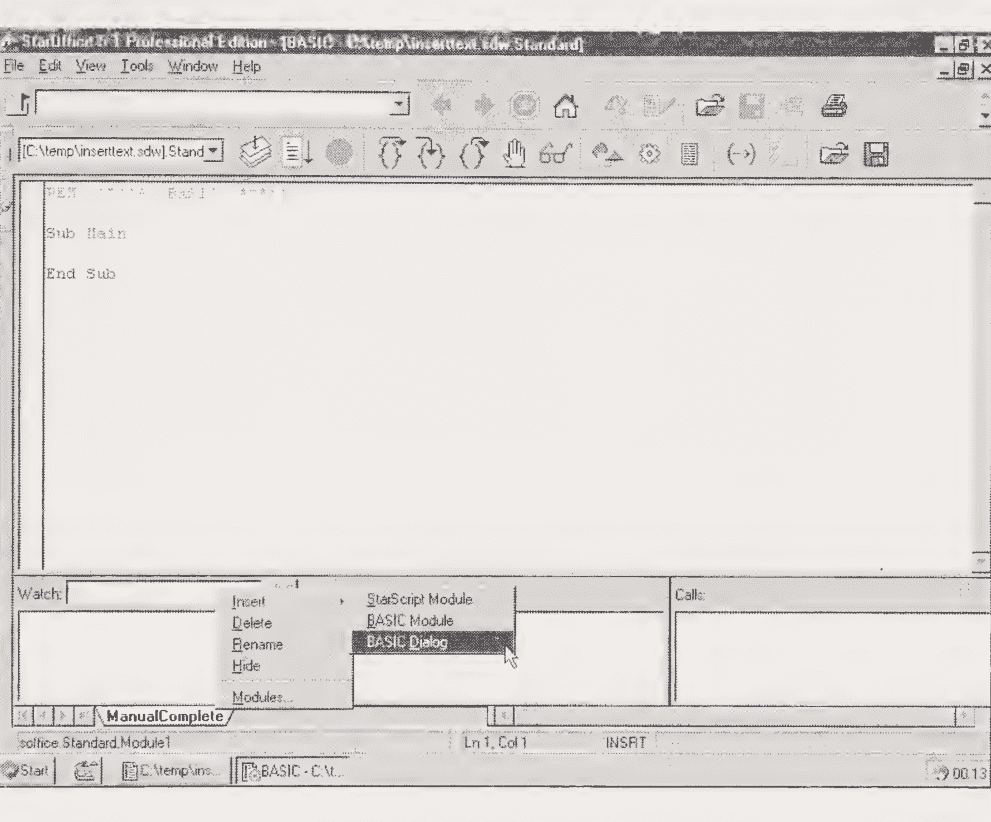 StarOffice 5.1 Professional Edition - [BASIC - C:\temp\inserttext.sdw.Standard]
File Edit View Tools Window Help
[C:\temp\inserttext.sdw].Stand
REM
Sub Main
End Sub
Watch:
Calls:
Insert
Delete
Rename
Hide
Modules...
StarScript Module
BASIC Module
BASIC Dialog
ManualComplete
soffice.Standard.Module1 Ln 1, Col 1 INSRT
Start C:\temp\ins... BASIC - C:\t... 00:13